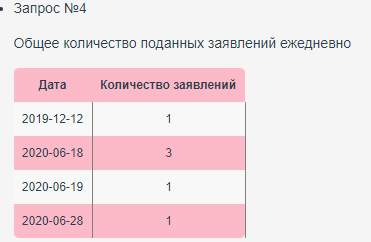 Запрос №4
Общее количество поданных заявлений ежедневно
Дата Количество заявлений
2019-12-12 1
2020-06-18 3
2020-06-19 1
2020-06-28 1